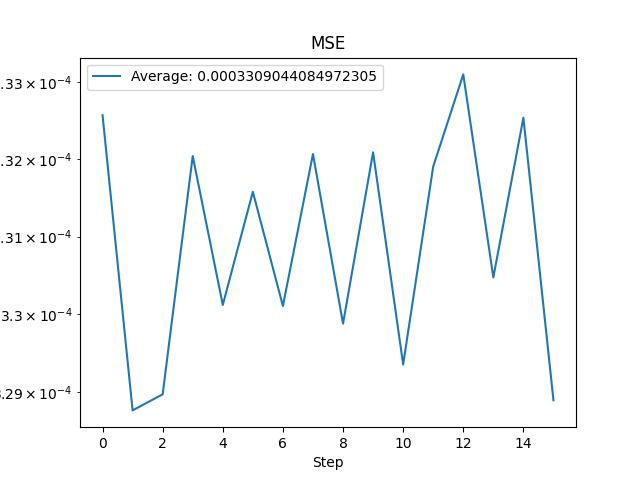 MSE
Average: 0.0003309044084972305
.33 × 10⁻⁴
.32 × 10⁻⁴
.31 × 10⁻⁴
3.3 × 10⁻⁴
.29 × 10⁻⁴
0 2 4 6 8 10 12 14
Step